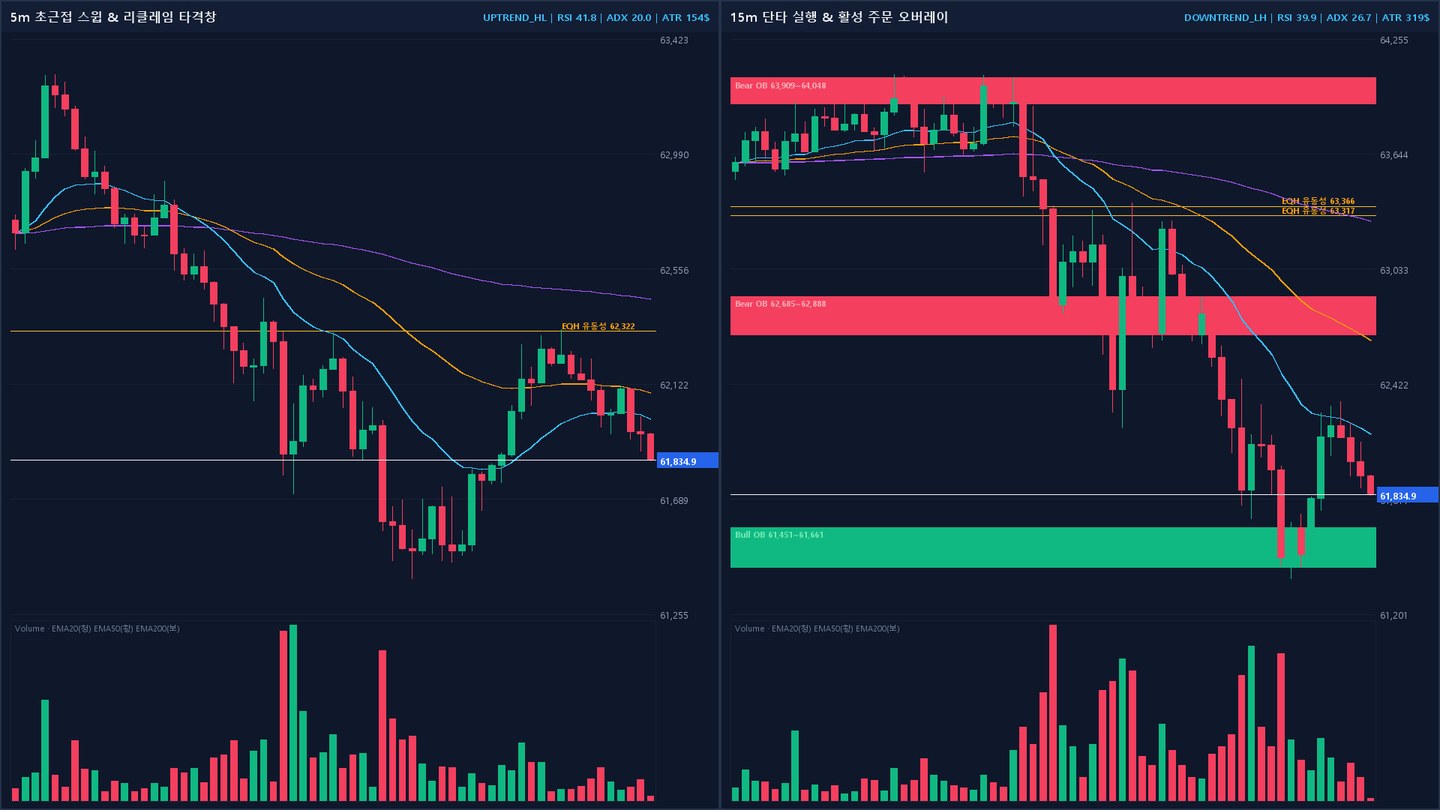 5m 초근접 스윕 & 리클레임 타격창
UPTREND_HL | RSI 41.8 | ADX 20.0 | ATR 154$
63,423
62,990
62,556
EQH 유동성 62,322
62,122
61,834.9
61,689
61,255
Volume · EMA20(청) EMA50(황) EMA200(보)
15m 단타 실행 & 활성 주문 오버레이
DOWNTREND_LH | RSI 39.9 | ADX 26.7 | ATR 319$
64,255
Bear OB 63,909~64,048
63,644
EQH 유동성 63,366
EQH 유동성 63,317
63,033
Bear OB 62,685~62,888
62,422
61,834.9
Bull OB 61,451~61,661
61,201
Volume · EMA20(청) EMA50(황) EMA200(보)